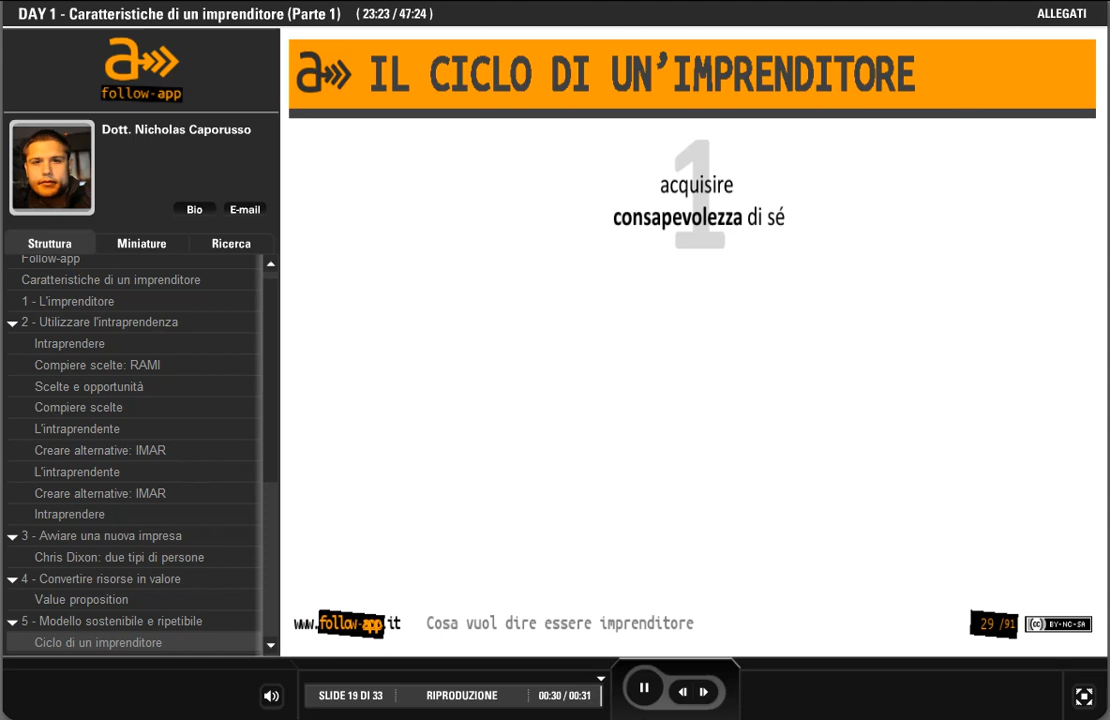 DAY 1 - Caratteristiche di un imprenditore (Parte 1) ( 23:23 / 47:24 )
ALLEGATI
a
follow-app
Dott. Nicholas Caporusso
Bio
E-mail
Struttura
Miniature
Ricerca
Follow-app
Caratteristiche di un imprenditore
1 - L'imprenditore
2 - Utilizzare l'intraprendenza
Intraprendere
Compiere scelte: RAMI
Scelte e opportunità
Compiere scelte
L'intraprendente
Creare alternative: IMAR
L'intraprendente
Creare alternative: IMAR
Intraprendere
3 - Avviare una nuova impresa
Chris Dixon: due tipi di persone
4 - Convertire risorse in valore
Value proposition
5 - Modello sostenibile e ripetibile
Ciclo di un imprenditore
a IL CICLO DI UN'IMPRENDITORE
1
acquisire
consapevolezza di sé
www.follow-app.it
Cosa vuol dire essere imprenditore
29 /91
cc BY-NC-SA
SLIDE 19 DI 33
RIPRODUZIONE
00:30 / 00:31